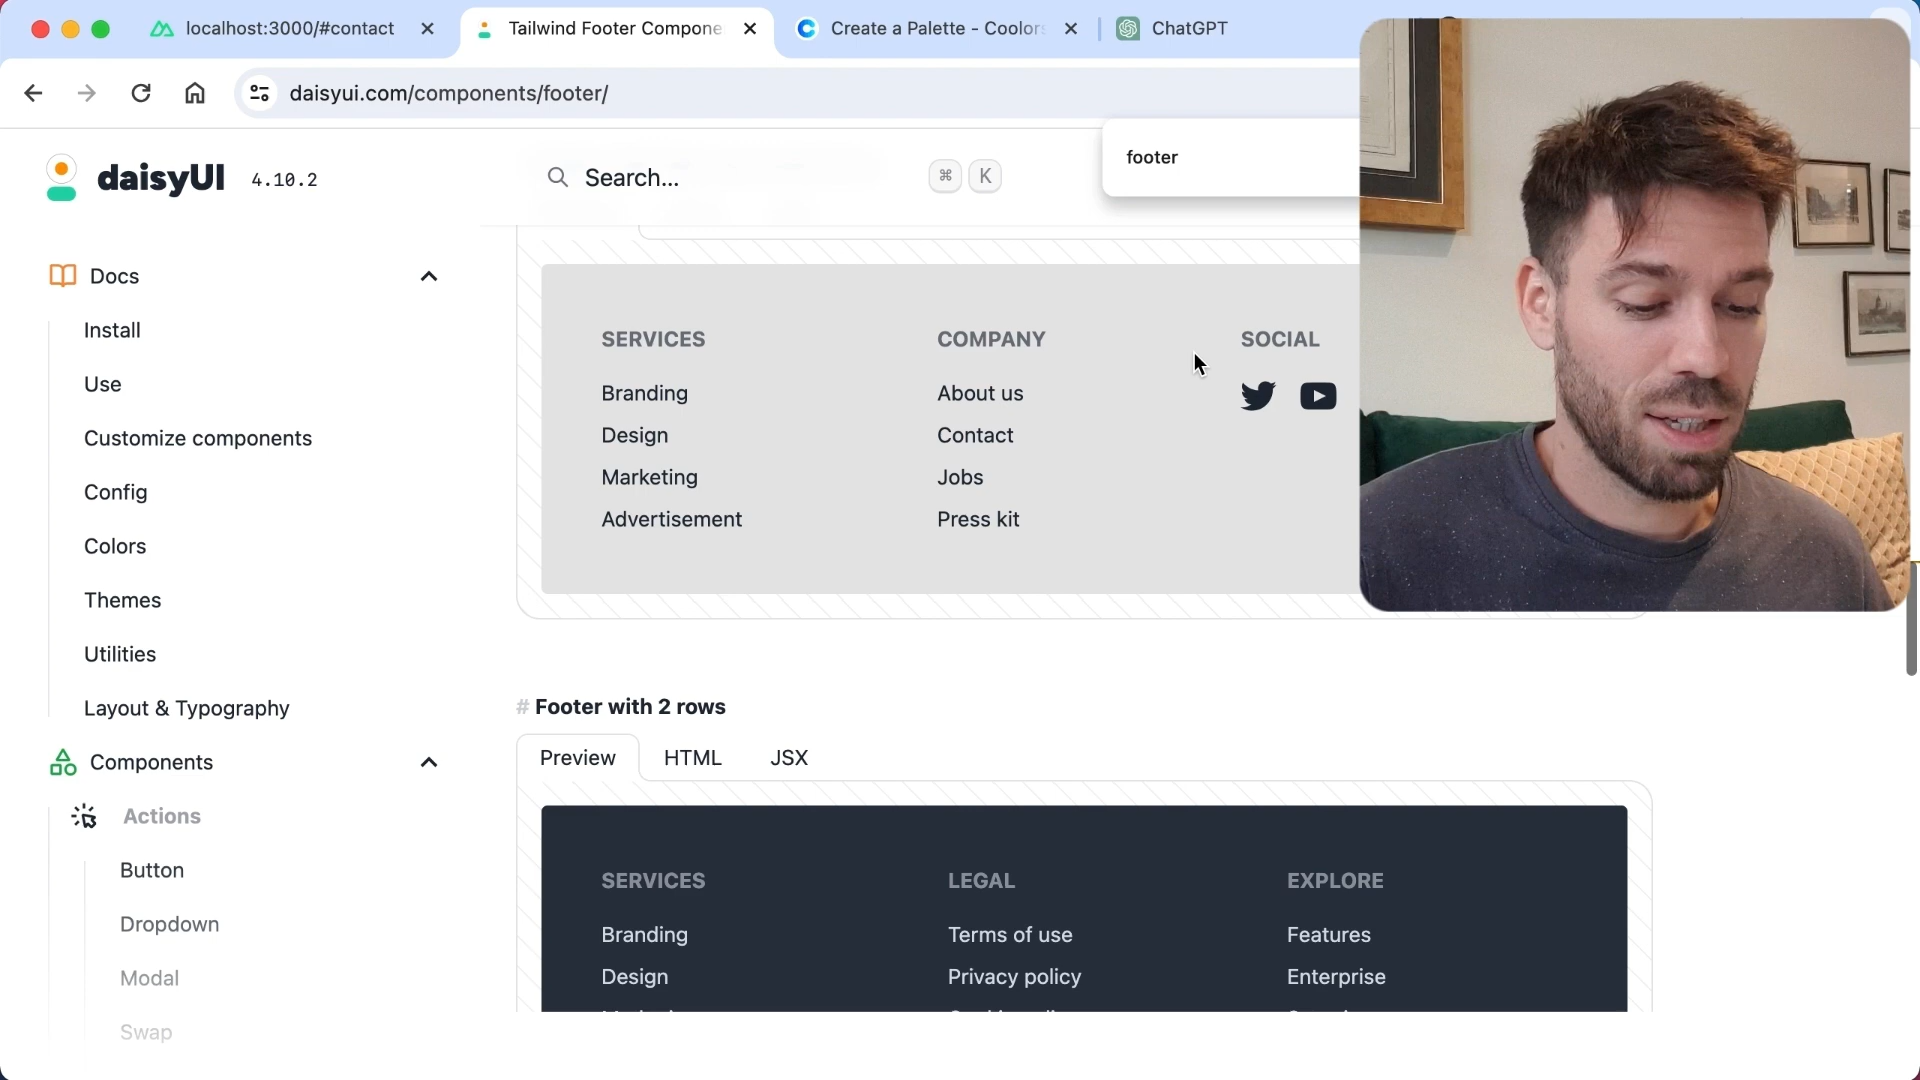 localhost:3000/#contact
Tailwind Footer Compone
Create a Palette - Coolors
ChatGPT
daisyui.com/components/footer/
footer
daisyUI 4.10.2
Search...
⌘ K
Docs
Install
Use
Customize components
Config
Colors
Themes
Utilities
Layout & Typography
Components
Actions
Button
Dropdown
Modal
Swap
SERVICES
Branding
Design
Marketing
Advertisement
COMPANY
About us
Contact
Jobs
Press kit
SOCIAL
# Footer with 2 rows
Preview HTML JSX
SERVICES
Branding
Design
LEGAL
Terms of use
Privacy policy
EXPLORE
Features
Enterprise